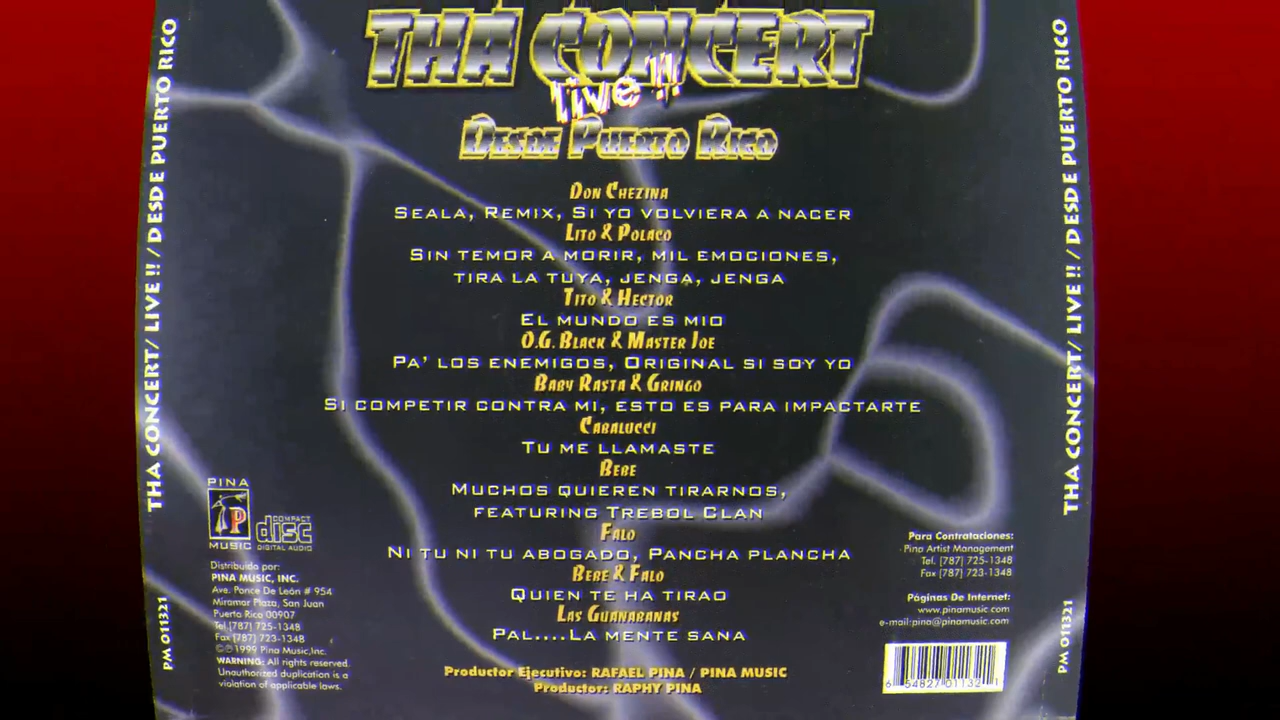 THA CONCERT
live !!
DESDE PUERTO RICO
DON CHEZINA
SEALA, REMIX, SI YO VOLVIERA A NACER
LITO & POLACO
SIN TEMOR A MORIR, MIL EMOCIONES,
TIRA LA TUYA, JENGA, JENGA
TITO & HECTOR
EL MUNDO ES MIO
O.G. BLACK & MASTER JOE
PA' LOS ENEMIGOS, ORIGINAL SI SOY YO
BABY RASTA & GRINGO
SI COMPETIR CONTRA MI, ESTO ES PARA IMPACTARTE
CABALUCCI
TU ME LLAMASTE
BEBE
MUCHOS QUIEREN TIRARNOS,
FEATURING TREBOL CLAN
FALO
NI TU NI TU ABOGADO, PANCHA PLANCHA
BEBE & FALO
QUIEN TE HA TIRAO
LAS GUANABANAS
PAL....LA MENTE SANA
Productor Ejecutivo: RAFAEL PINA / PINA MUSIC
Productor: RAPHY PINA
THA CONCERT/ LIVE !! / DESDE PUERTO RICO
PM 011321
PINA
P
MUSIC
COMPACT
disc
DIGITAL AUDIO
Distribuido por:
PINA MUSIC, INC.
Ave. Ponce De León # 954
Miramar Plaza, San Juan
Puerto Rico 00907
Tel (787) 725-1348
Fax (787) 723-1348
©℗1999 Pina Music,Inc.
WARNING: All rights reserved.
Unauthorized duplication is a
violation of applicable laws.
Para Contrataciones:
Pina Artist Management
Tel. (787) 725-1348
Fax (787) 723-1348
Páginas De Internet:
www.pinamusic.com
e-mail:pina@pinamusic.com
6 54827 01132 1
THA CONCERT/ LIVE !! / DESDE PUERTO RICO
PM 011321